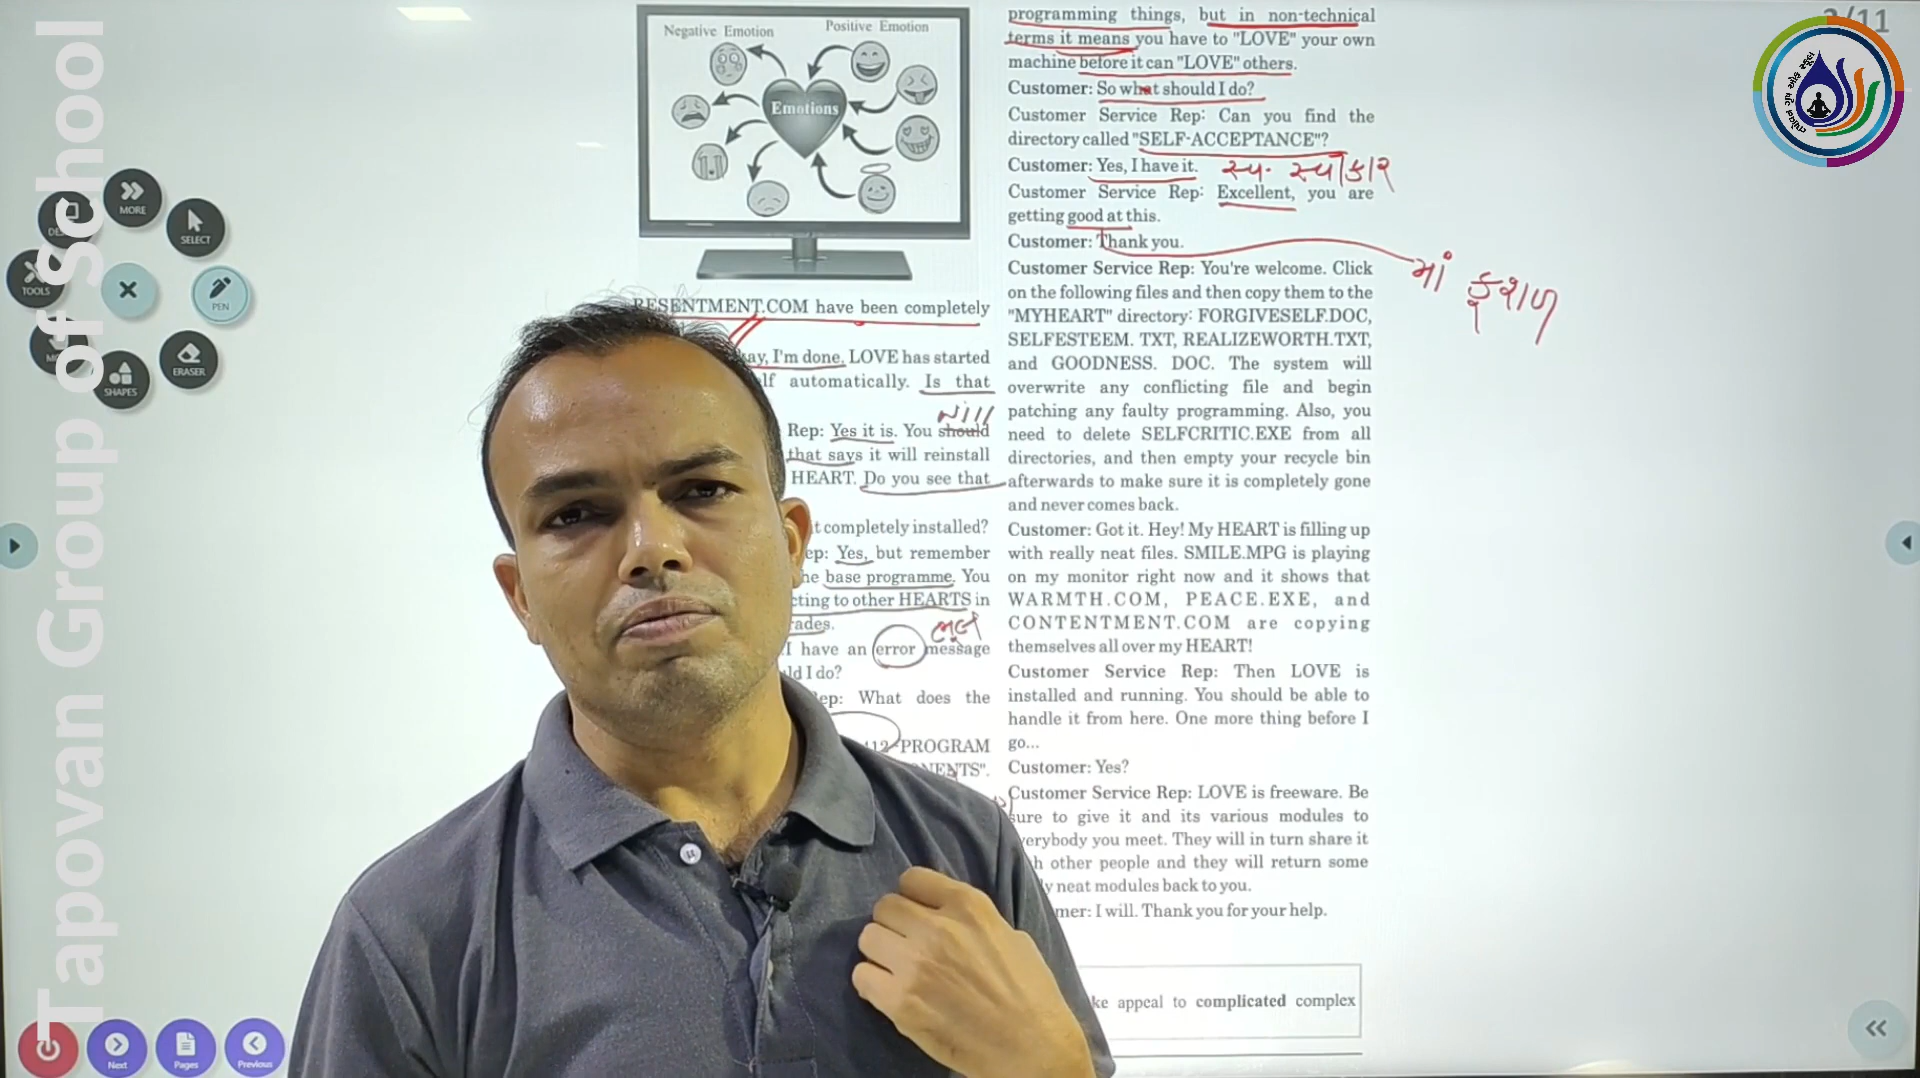 Tapovan Group of School
MORE
SELECT
TOOLS
PEN
ERASER
SHAPES
Next
Pages
Previous
Negative Emotion
Positive Emotion
Emotions
RESENTMENT.COM have been completely
I'm done. LOVE has started
automatically. Is that
will
Rep: Yes it is. You should
that says it will reinstall
HEART. Do you see that
completely installed?
Yes, but remember
base programme. You
to other HEARTS in
ભૂલ
I have an error message
I do?
What does the
PROGRAM
programming things, but in non-technical
terms it means you have to "LOVE" your own
machine before it can "LOVE" others.
Customer: So what should I do?
Customer Service Rep: Can you find the
directory called "SELF-ACCEPTANCE"?
Customer: Yes, I have it. સ્વ. સ્વીકાર
Customer Service Rep: Excellent, you are
getting good at this.
Customer: Thank you.
માં કુશળ
Customer Service Rep: You're welcome. Click
on the following files and then copy them to the
"MYHEART" directory: FORGIVESELF.DOC,
SELFESTEEM. TXT, REALIZEWORTH.TXT,
and GOODNESS. DOC. The system will
overwrite any conflicting file and begin
patching any faulty programming. Also, you
need to delete SELFCRITIC.EXE from all
directories, and then empty your recycle bin
afterwards to make sure it is completely gone
and never comes back.
Customer: Got it. Hey! My HEART is filling up
with really neat files. SMILE.MPG is playing
on my monitor right now and it shows that
WARMTH.COM, PEACE.EXE, and
CONTENTMENT.COM are copying
themselves all over my HEART!
Customer Service Rep: Then LOVE is
installed and running. You should be able to
handle it from here. One more thing before I
go...
Customer: Yes?
Customer Service Rep: LOVE is freeware. Be
sure to give it and its various modules to
everybody you meet. They will in turn share it
other people and they will return some
neat modules back to you.
I will. Thank you for your help.
appeal to complicated complex